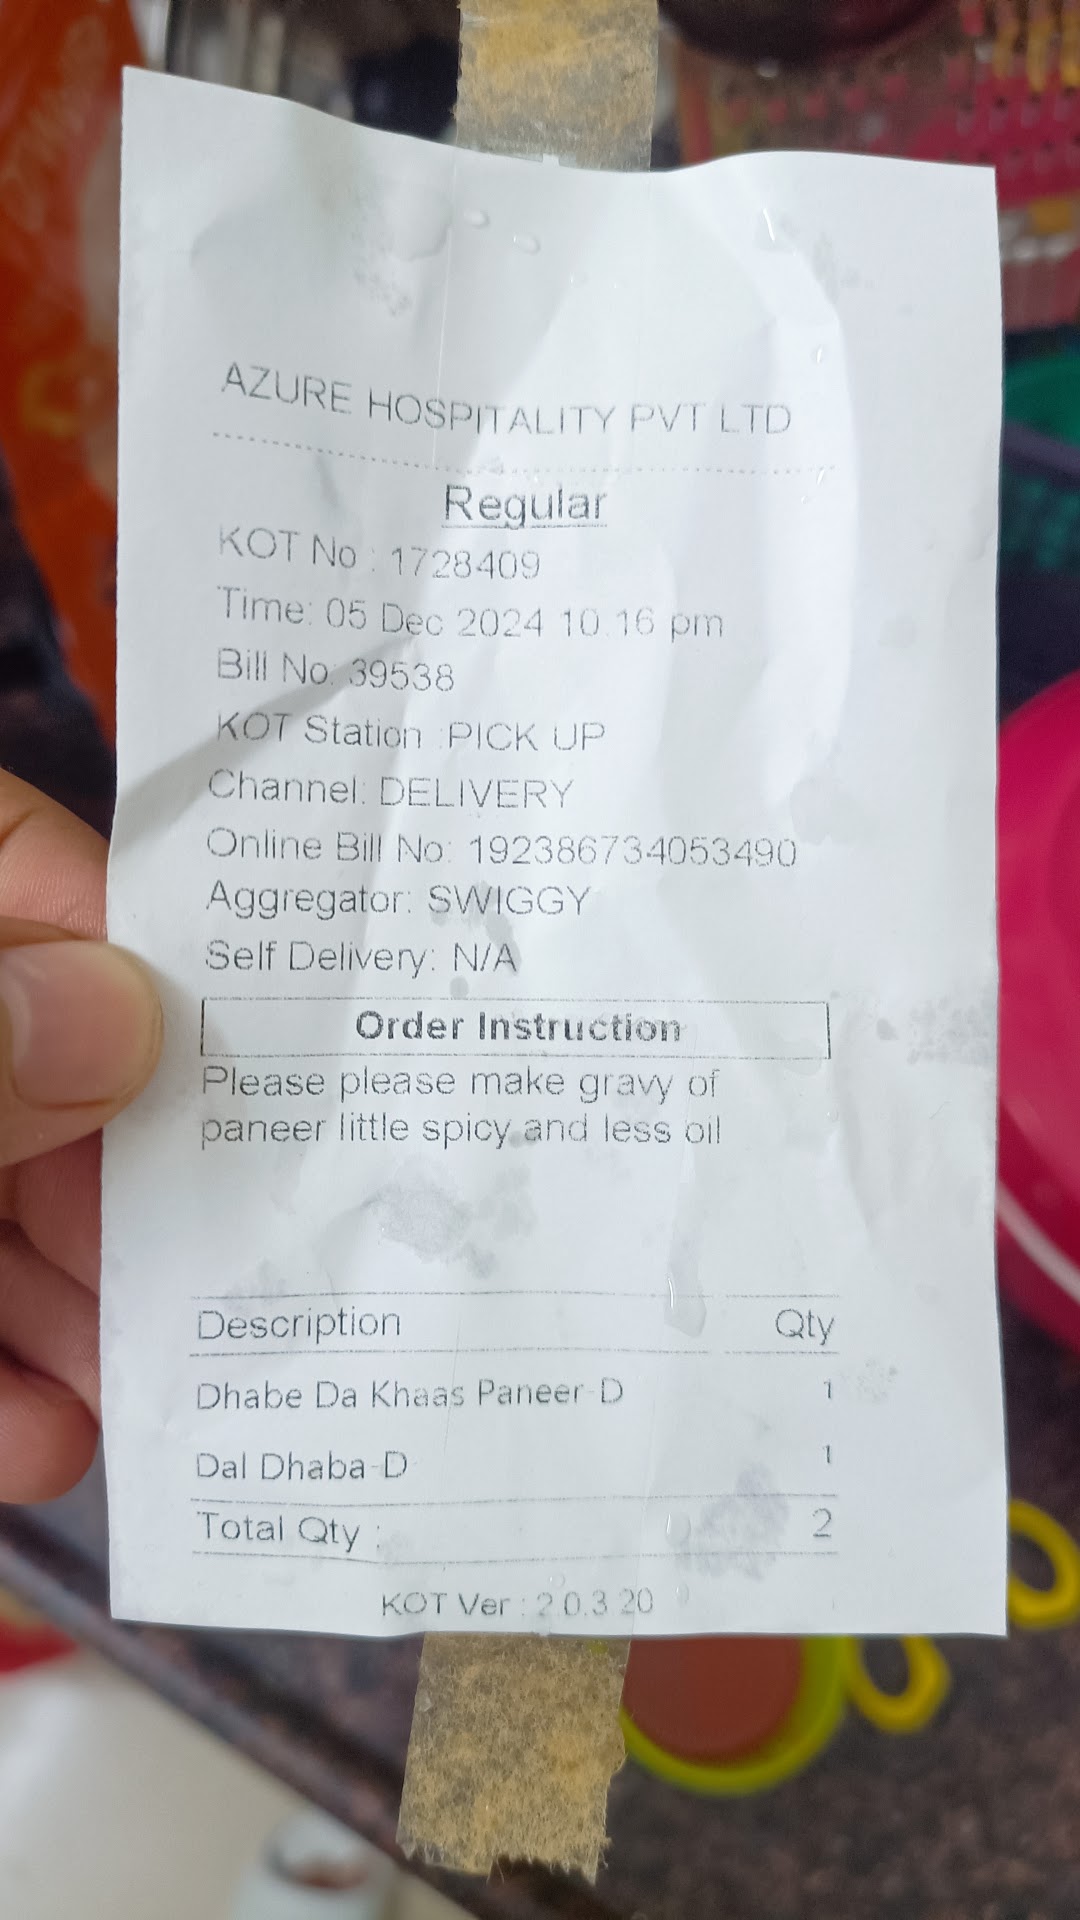 AZURE HOSPITALITY PVT LTD
Regular
KOT No : 1728409
Time: 05 Dec 2024 10.16 pm
Bill No: 39538
KOT Station :PICK UP
Channel: DELIVERY
Online Bill No: 192386734053490
Aggregator: SWIGGY
Self Delivery: N/A
Order Instruction
Please please make gravy of
paneer little spicy and less oil
Description Qty
Dhabe Da Khaas Paneer-D 1
Dal Dhaba-D 1
Total Qty : 2
KOT Ver : 2.0.3.20